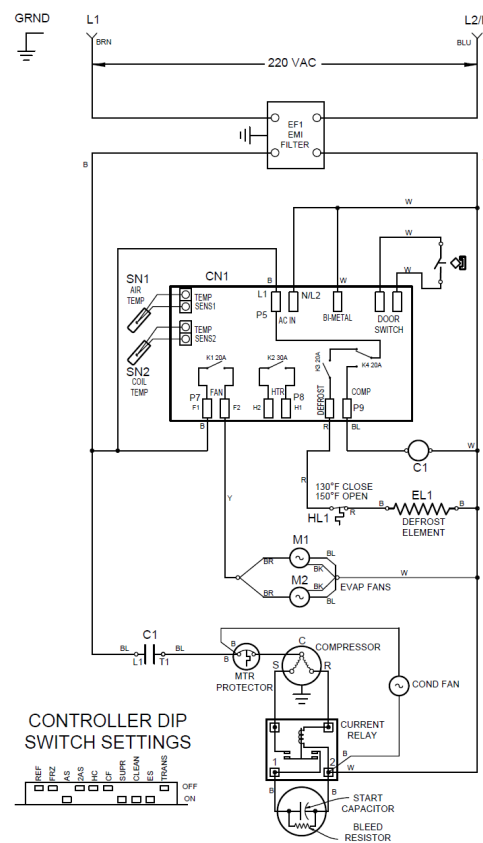 GRND
L1
L2/
BRN
BLU
220 VAC
EF1
EMI
FILTER
B
W
W
W
SN1
AIR
TEMP
CN1
B
W
TEMP
SENS1
L1
N/L2
P5
AC IN
BI-METAL
DOOR
SWITCH
TEMP
SENS2
SN2
COIL
TEMP
K1 20A
K2 30A
K3 20A
K4 20A
FAN
HTR
DEFROST
COMP
P7
F1
F2
H2
H1
P8
P9
B
R
BL
W
C1
Y
R
130°F CLOSE
150°F OPEN
HL1
R
B
EL1
B
DEFROST
ELEMENT
M1
BR
BL
BK
M2
BK
BR
BL
EVAP FANS
W
C1
BL
BL
L1
T1
B
B
MTR
PROTECTOR
C
COMPRESSOR
S
R
COND FAN
CURRENT
RELAY
1
2
B
W
B
B
START
CAPACITOR
BLEED
RESISTOR
CONTROLLER DIP
SWITCH SETTINGS
REF
FRZ
AS
2AS
HC
CF
SUPR
CLEAN
ES
TRANS
OFF
ON